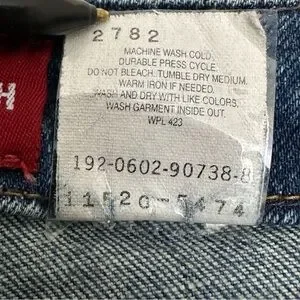 2782
MACHINE WASH COLD.
DURABLE PRESS CYCLE.
DO NOT BLEACH. TUMBLE DRY MEDIUM.
WARM IRON IF NEEDED.
WASH AND DRY WITH LIKE COLORS.
WASH GARMENT INSIDE OUT.
WPL 423
192-0602-90738-8
H